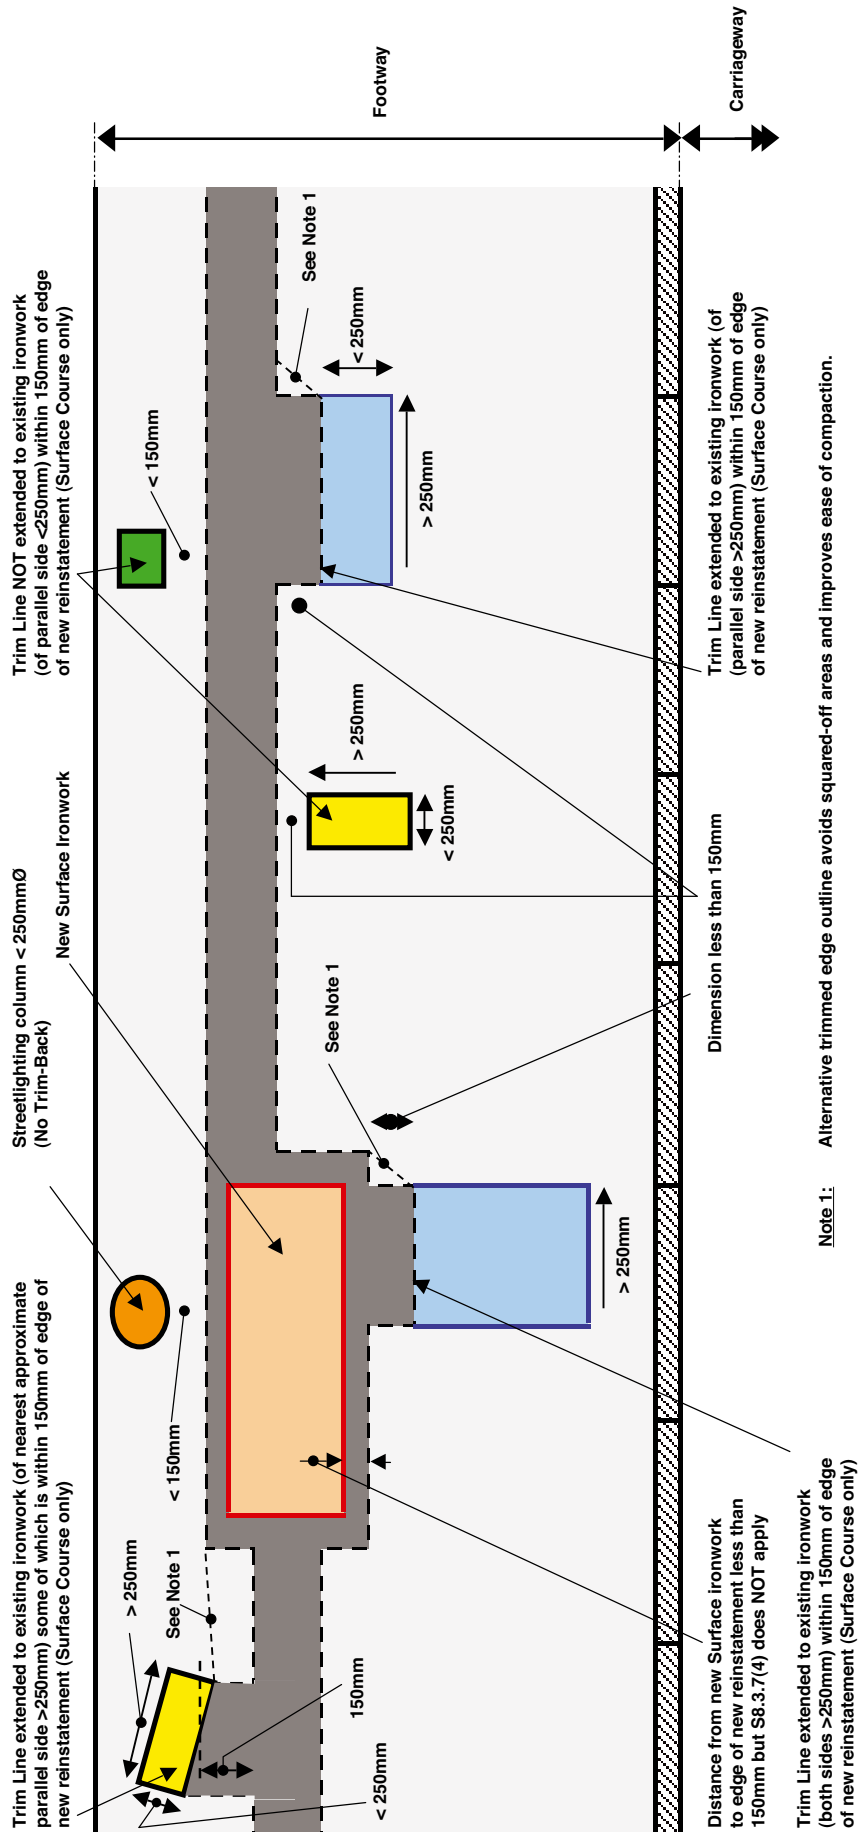 Trim Line extended to existing ironwork (of nearest approximate
parallel side >250mm) some of which is within 150mm of edge of
new reinstatement (Surface Course only)
Streetlighting column < 250mmØ
(No Trim-Back)
New Surface Ironwork
Trim Line NOT extended to existing ironwork
(of parallel side <250mm) within 150mm of edge
of new reinstatement (Surface Course only)
> 250mm
See Note 1
< 150mm
< 150mm
See Note 1
Footway
Carriageway
150mm
< 250mm
See Note 1
> 250mm
< 250mm
< 250mm
> 250mm
> 250mm
Distance from new Surface ironwork
to edge of new reinstatement less than
150mm but S8.3.7(4) does NOT apply
Dimension less than 150mm
Trim Line extended to existing ironwork (of
(parallel side >250mm) within 150mm of edge
of new reinstatement (Surface Course only)
Trim Line extended to existing ironwork
(both sides >250mm) within 150mm of edge
of new reinstatement (Surface Course only)
Note 1: Alternative trimmed edge outline avoids squared-off areas and improves ease of compaction.